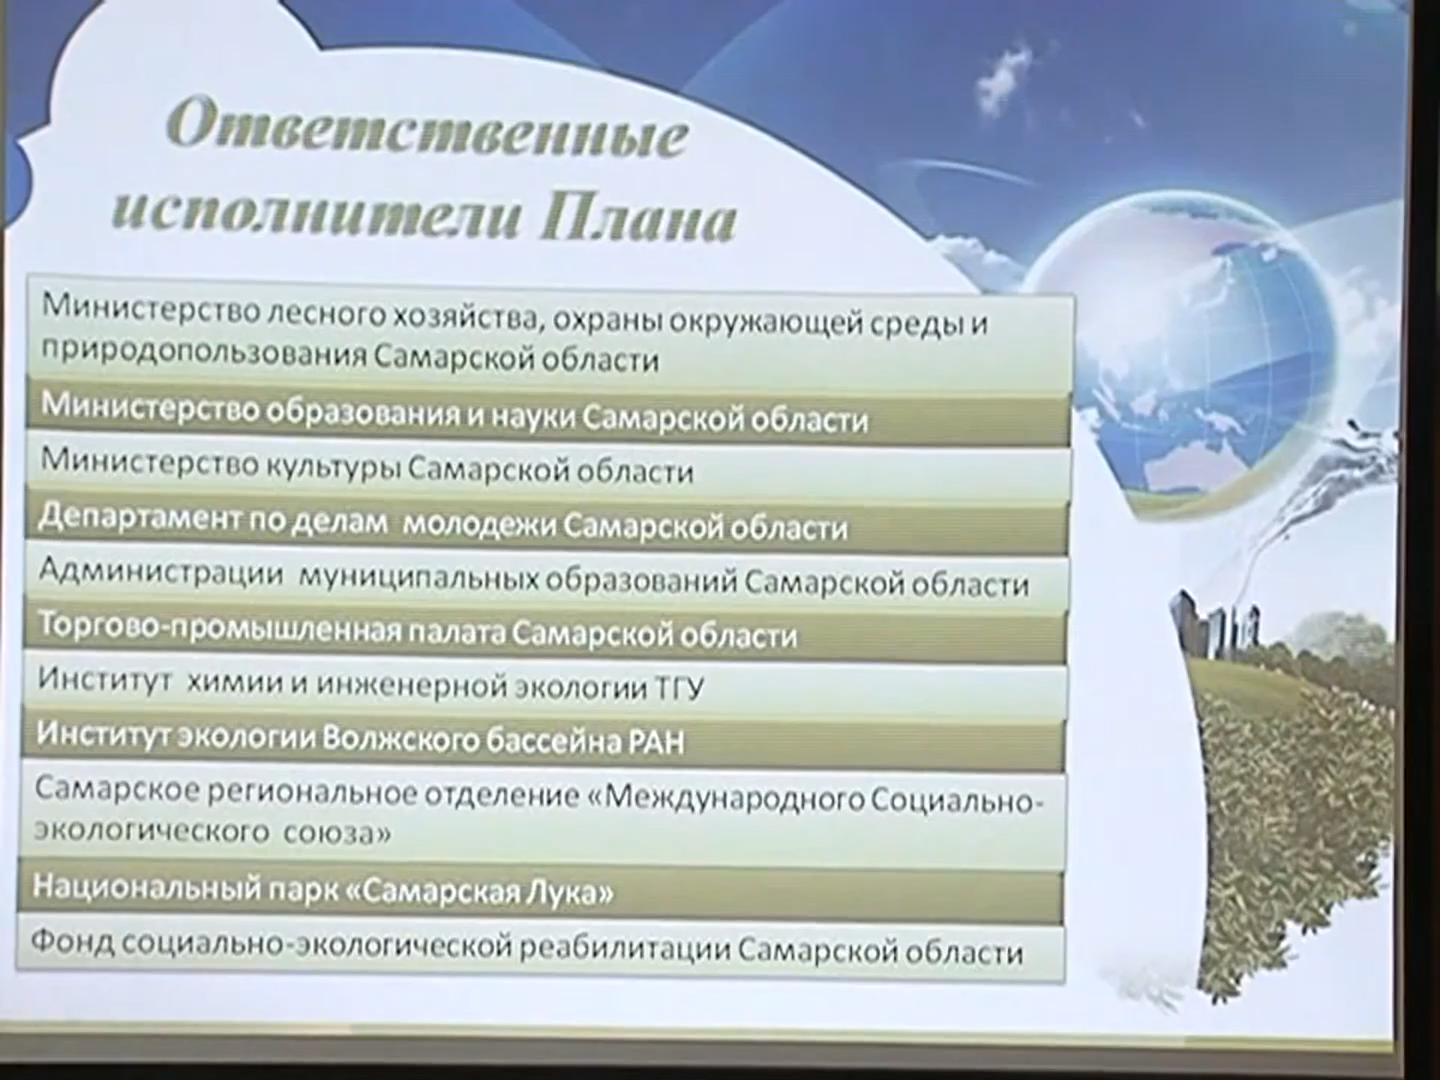 Ответственные
исполнители Плана
Министерство лесного хозяйства, охраны окружающей среды и
природопользования Самарской области
Министерство образования и науки Самарской области
Министерство культуры Самарской области
Департамент по делам молодежи Самарской области
Администрации муниципальных образований Самарской области
Торгово-промышленная палата Самарской области
Институт химии и инженерной экологии ТГУ
Институт экологии Волжского бассейна РАН
Самарское региональное отделение «Международного Социально-
экологического союза»
Национальный парк «Самарская Лука»
Фонд социально-экологической реабилитации Самарской области